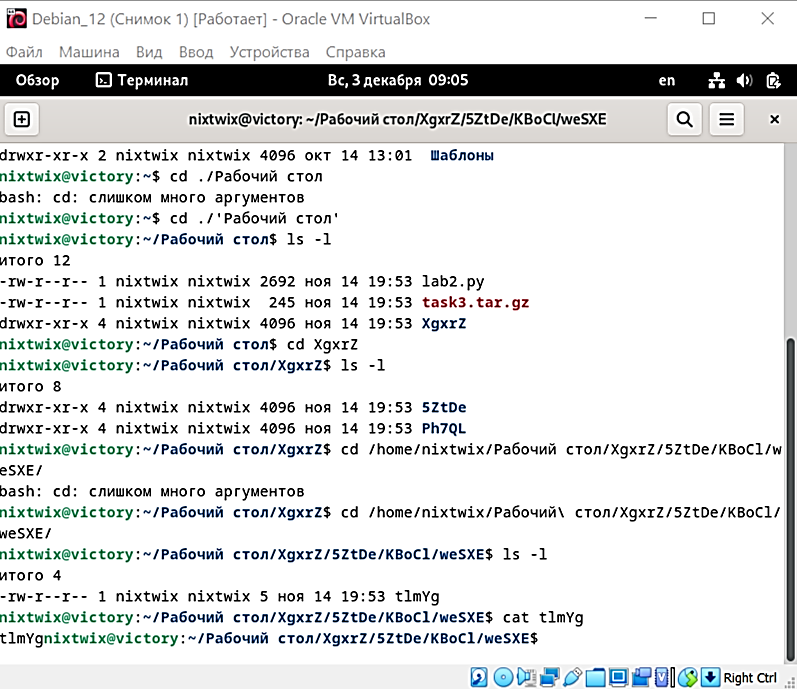 Debian_12 (Снимок 1) [Работает] - Oracle VM VirtualBox
Файл Машина Вид Ввод Устройства Справка
Обзор Терминал Вс, 3 декабря 09:05 en
nixtwix@victory: ~/Рабочий стол/XgxrZ/5ZtDe/KBoCl/weSXE
drwxr-xr-x 2 nixtwix nixtwix 4096 окт 14 13:01  Шаблоны
nixtwix@victory:~$ cd ./Рабочий стол
bash: cd: слишком много аргументов
nixtwix@victory:~$ cd ./'Рабочий стол'
nixtwix@victory:~/Рабочий стол$ ls -l
итого 12
-rw-r--r-- 1 nixtwix nixtwix 2692 ноя 14 19:53 lab2.py
-rw-r--r-- 1 nixtwix nixtwix  245 ноя 14 19:53 task3.tar.gz
drwxr-xr-x 4 nixtwix nixtwix 4096 ноя 14 19:53 XgxrZ
nixtwix@victory:~/Рабочий стол$ cd XgxrZ
nixtwix@victory:~/Рабочий стол/XgxrZ$ ls -l
итого 8
drwxr-xr-x 4 nixtwix nixtwix 4096 ноя 14 19:53 5ZtDe
drwxr-xr-x 4 nixtwix nixtwix 4096 ноя 14 19:53 Ph7QL
nixtwix@victory:~/Рабочий стол/XgxrZ$ cd /home/nixtwix/Рабочий стол/XgxrZ/5ZtDe/KBoCl/w
eSXE/
bash: cd: слишком много аргументов
nixtwix@victory:~/Рабочий стол/XgxrZ$ cd /home/nixtwix/Рабочий\ стол/XgxrZ/5ZtDe/KBoCl/
weSXE/
nixtwix@victory:~/Рабочий стол/XgxrZ/5ZtDe/KBoCl/weSXE$ ls -l
итого 4
-rw-r--r-- 1 nixtwix nixtwix 5 ноя 14 19:53 tlmYg
nixtwix@victory:~/Рабочий стол/XgxrZ/5ZtDe/KBoCl/weSXE$ cat tlmYg
tlmYgnixtwix@victory:~/Рабочий стол/XgxrZ/5ZtDe/KBoCl/weSXE$
Right Ctrl